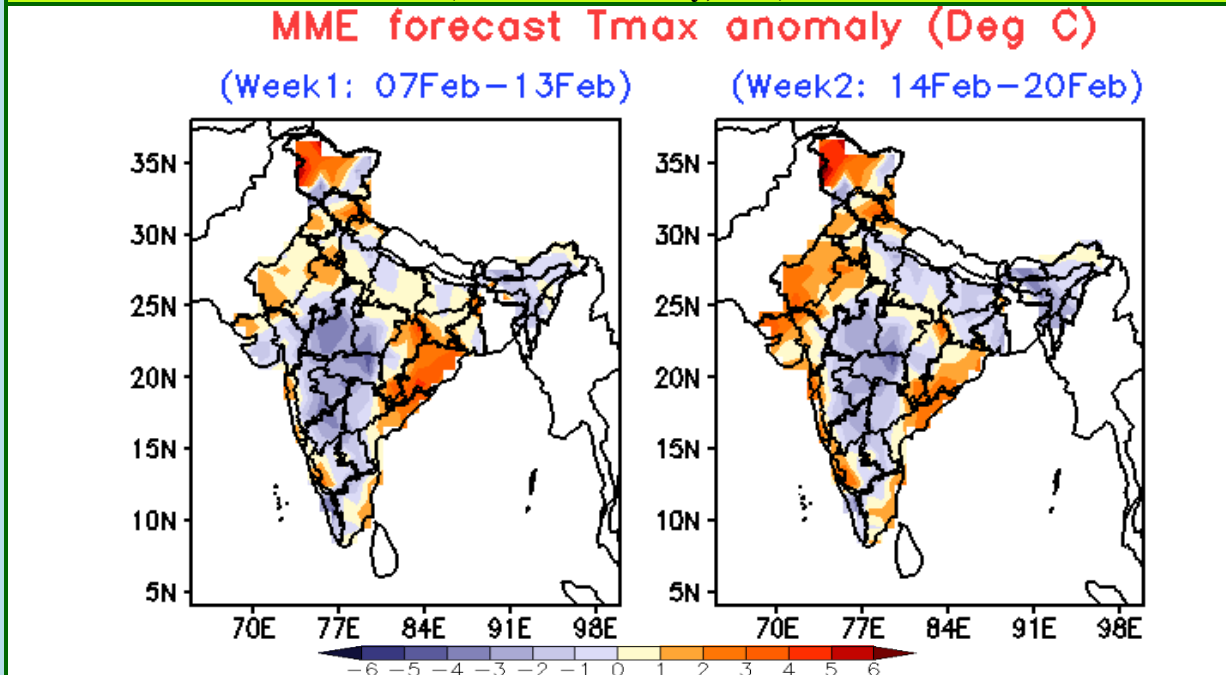 MME forecast Tmax anomaly (Deg C)
(Week1: 07Feb-13Feb)
(Week2: 14Feb-20Feb)
35N
30N
25N
20N
15N
10N
5N
70E 77E 84E 91E 98E
35N
30N
25N
20N
15N
10N
5N
70E 77E 84E 91E 98E
-6 -5 -4 -3 -2 -1 0 1 2 3 4 5 6